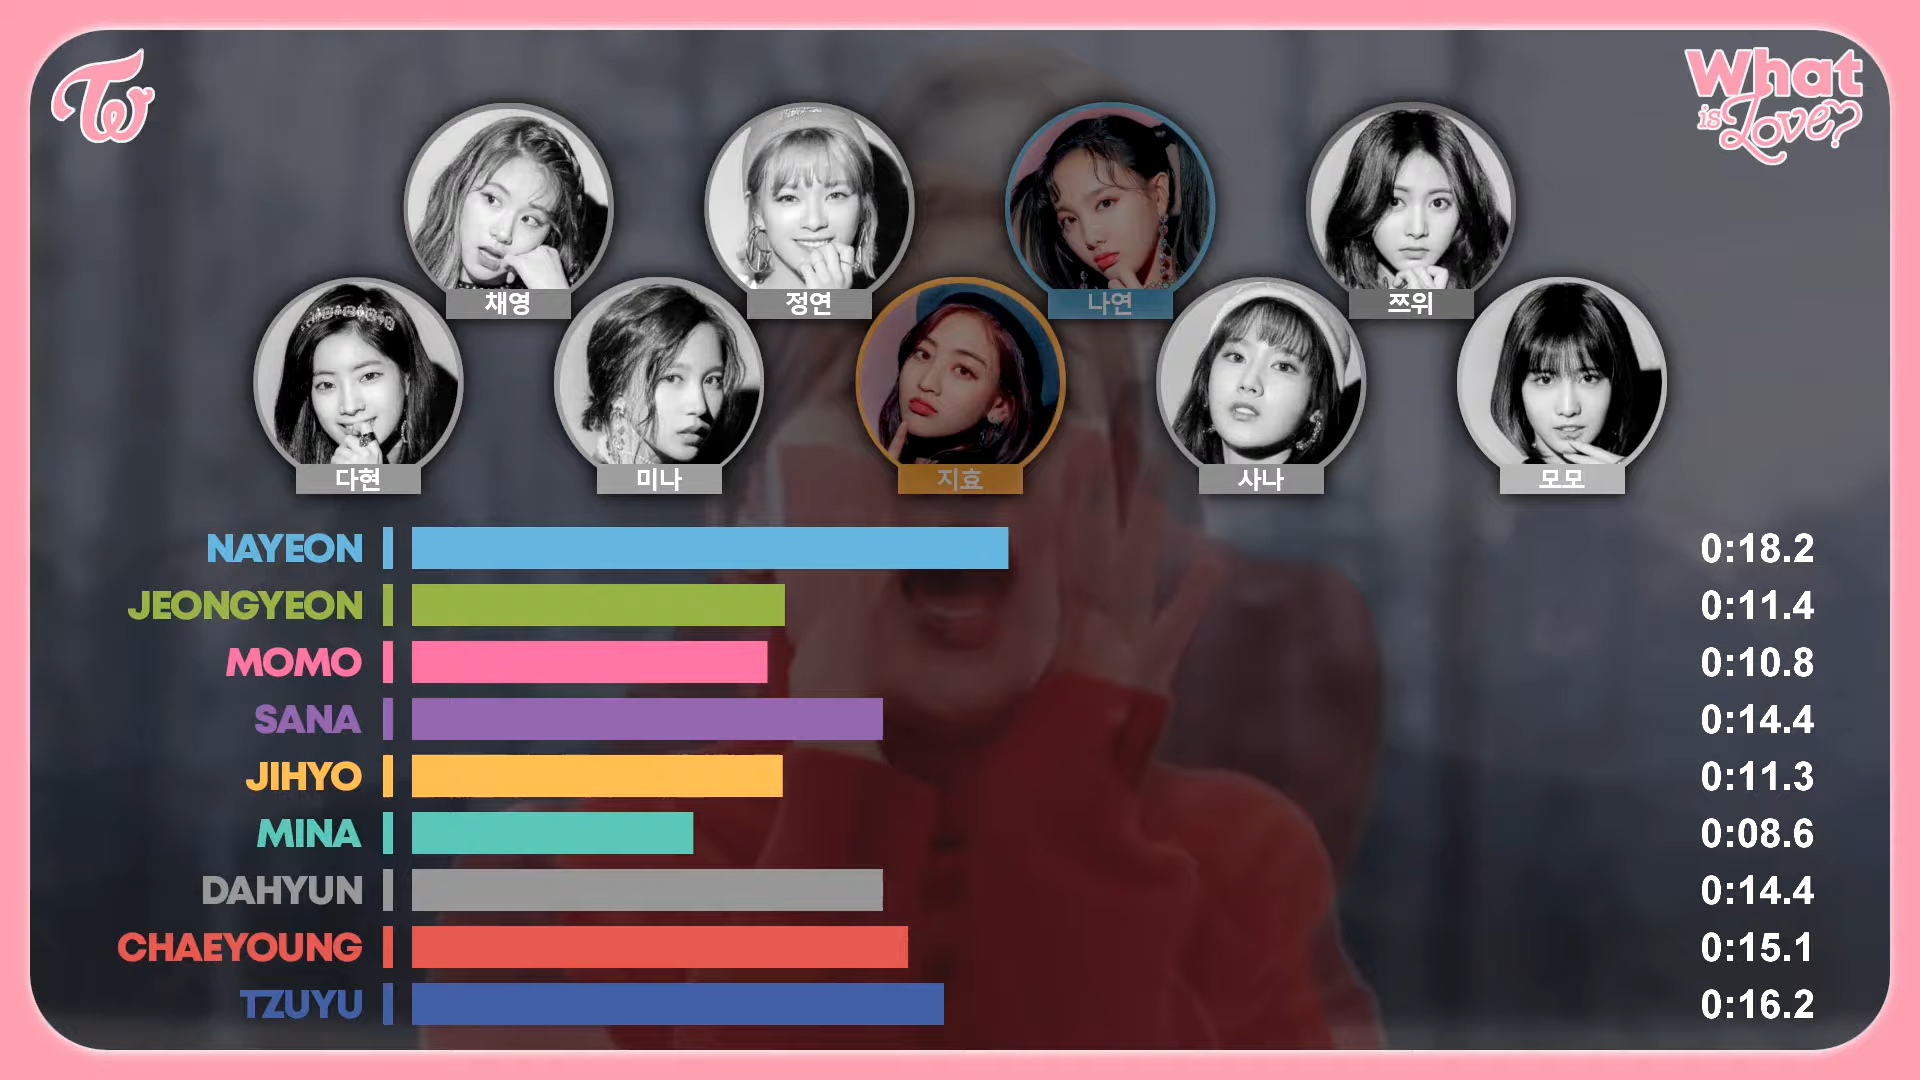 Tw
What
is Love?
채영
정연
나연
쯔위
다현
미나
지효
사나
모모
NAYEON 0:18.2
JEONGYEON 0:11.4
MOMO 0:10.8
SANA 0:14.4
JIHYO 0:11.3
MINA 0:08.6
DAHYUN 0:14.4
CHAEYOUNG 0:15.1
TZUYU 0:16.2